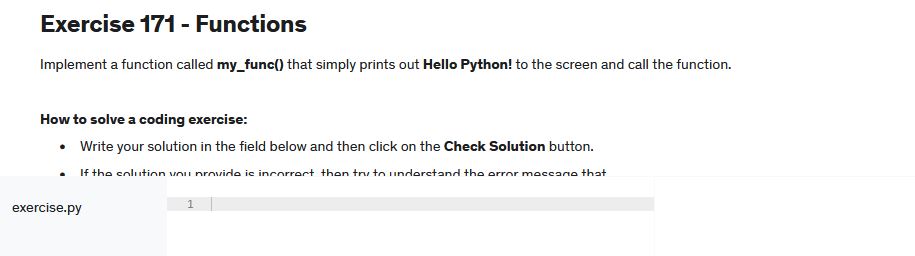 Exercise 171 - Functions
Implement a function called my_func() that simply prints out Hello Python! to the screen and call the function.
How to solve a coding exercise:
• Write your solution in the field below and then click on the Check Solution button.
• If the solution you provide is incorrect, then try to understand the error message that
exercise.py
1